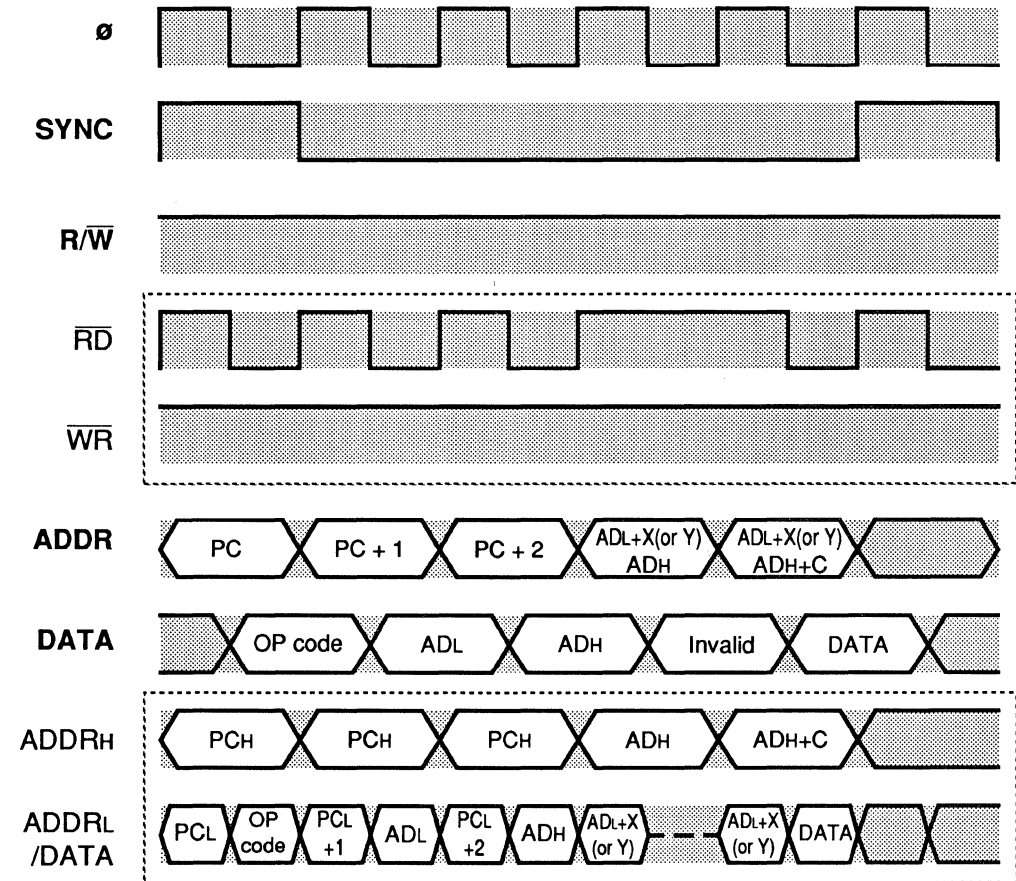 ø
SYNC
R/W̅
R̅D̅
W̅R̅
ADDR
PC
PC + 1
PC + 2
ADL+X(or Y)
ADH
ADL+X(or Y)
ADH+C
DATA
OP code
ADL
ADH
Invalid
DATA
ADDRH
PCH
PCH
PCH
ADH
ADH+C
ADDRL
/DATA
PCL
OP
code
PCL
+1
ADL
PCL
+2
ADH
ADL+X
(or Y)
ADL+X
(or Y)
DATA